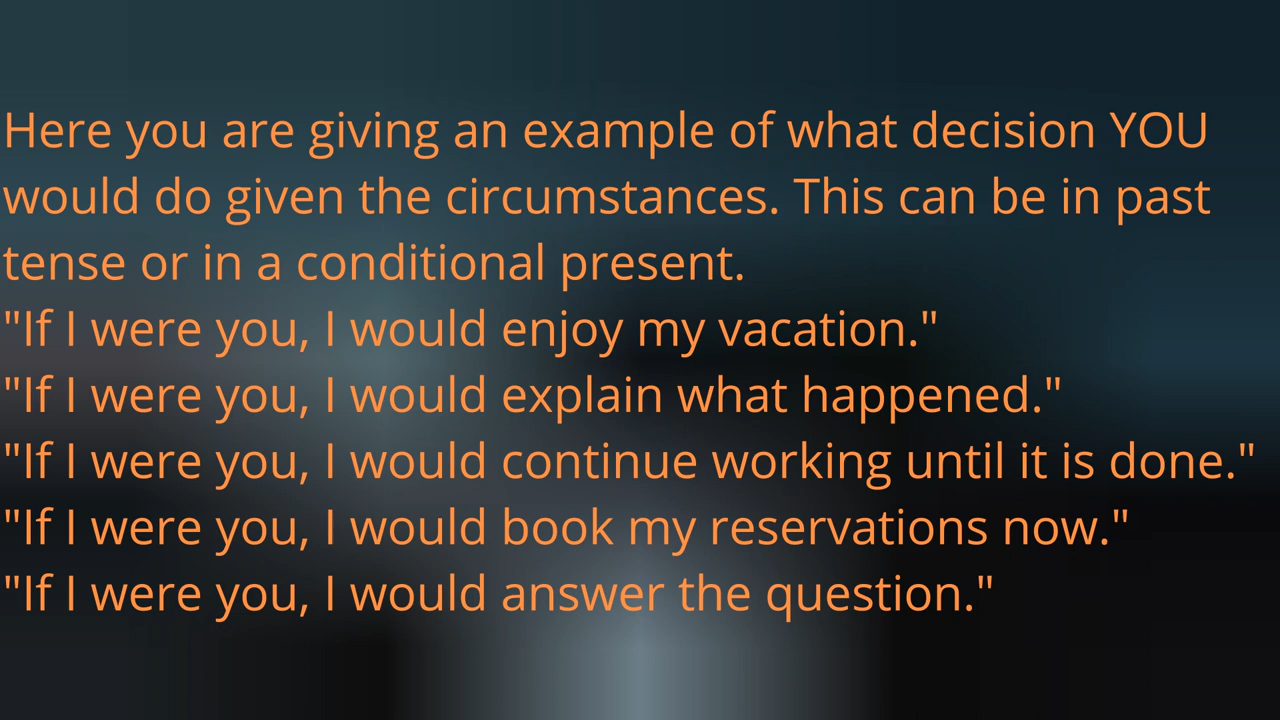 Here you are giving an example of what decision YOU
would do given the circumstances. This can be in past
tense or in a conditional present.
"If I were you, I would enjoy my vacation."
"If I were you, I would explain what happened."
"If I were you, I would continue working until it is done."
"If I were you, I would book my reservations now."
"If I were you, I would answer the question."